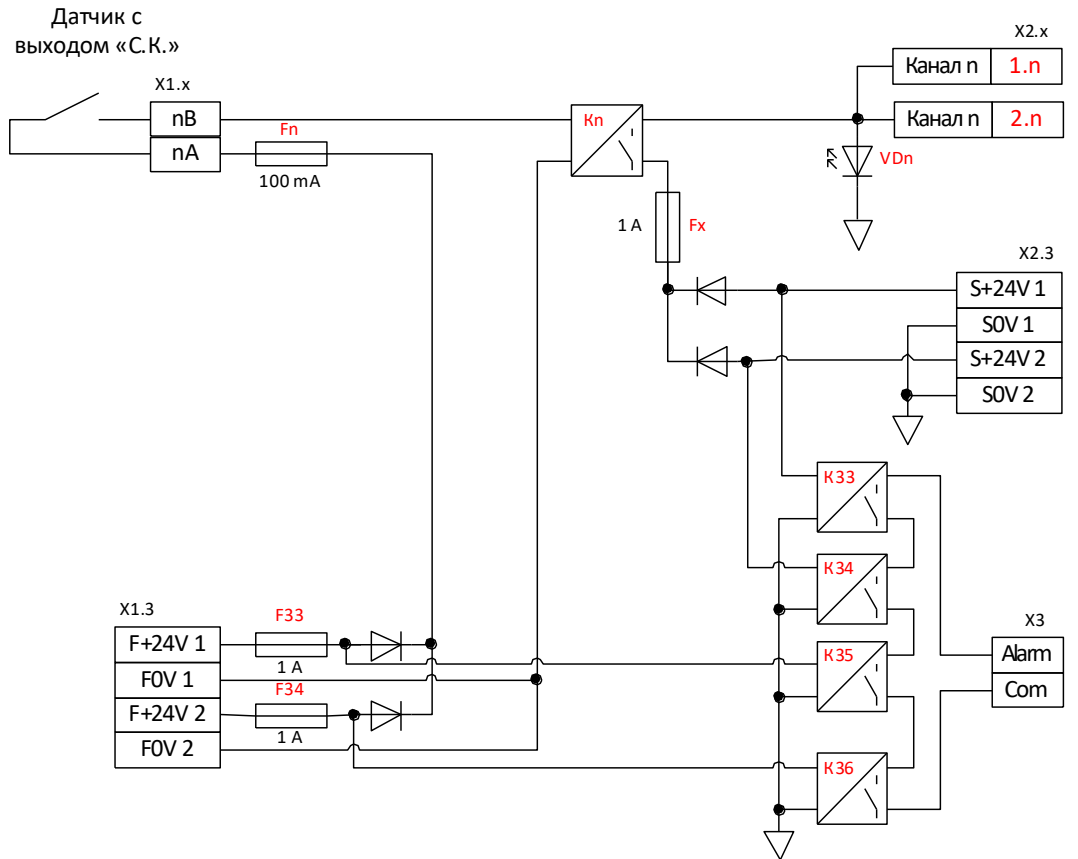 Датчик с
выходом «С.К.»
X1.x
nB
nA
Fn
100 mA
Kn
X2.x
Канал n 1.n
Канал n 2.n
VDn
1 A
Fx
X2.3
S+24V 1
S0V 1
S+24V 2
S0V 2
K33
K34
K35
K36
X1.3
F+24V 1
F0V 1
F+24V 2
F0V 2
F33
1 A
F34
1 A
X3
Alarm
Com